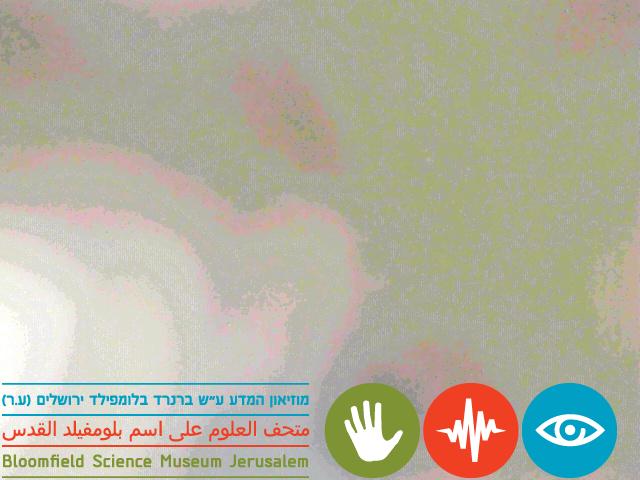 מוזיאון המדע ע״ש ברנרד בלומפילד ירושלים (ע.ר)
متحف العلوم على اسم بلومفيلد القدس
Bloomfield Science Museum Jerusalem